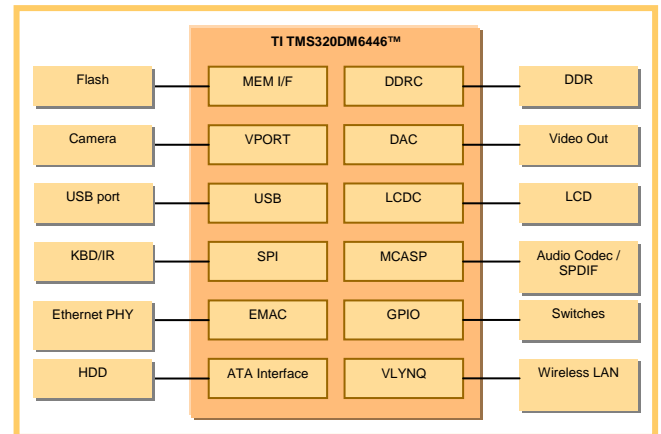 TI TMS320DM6446™
Flash
MEM I/F
DDRC
DDR
Camera
VPORT
DAC
Video Out
USB port
USB
LCDC
LCD
KBD/IR
SPI
MCASP
Audio Codec /
SPDIF
Ethernet PHY
EMAC
GPIO
Switches
HDD
ATA Interface
VLYNQ
Wireless LAN